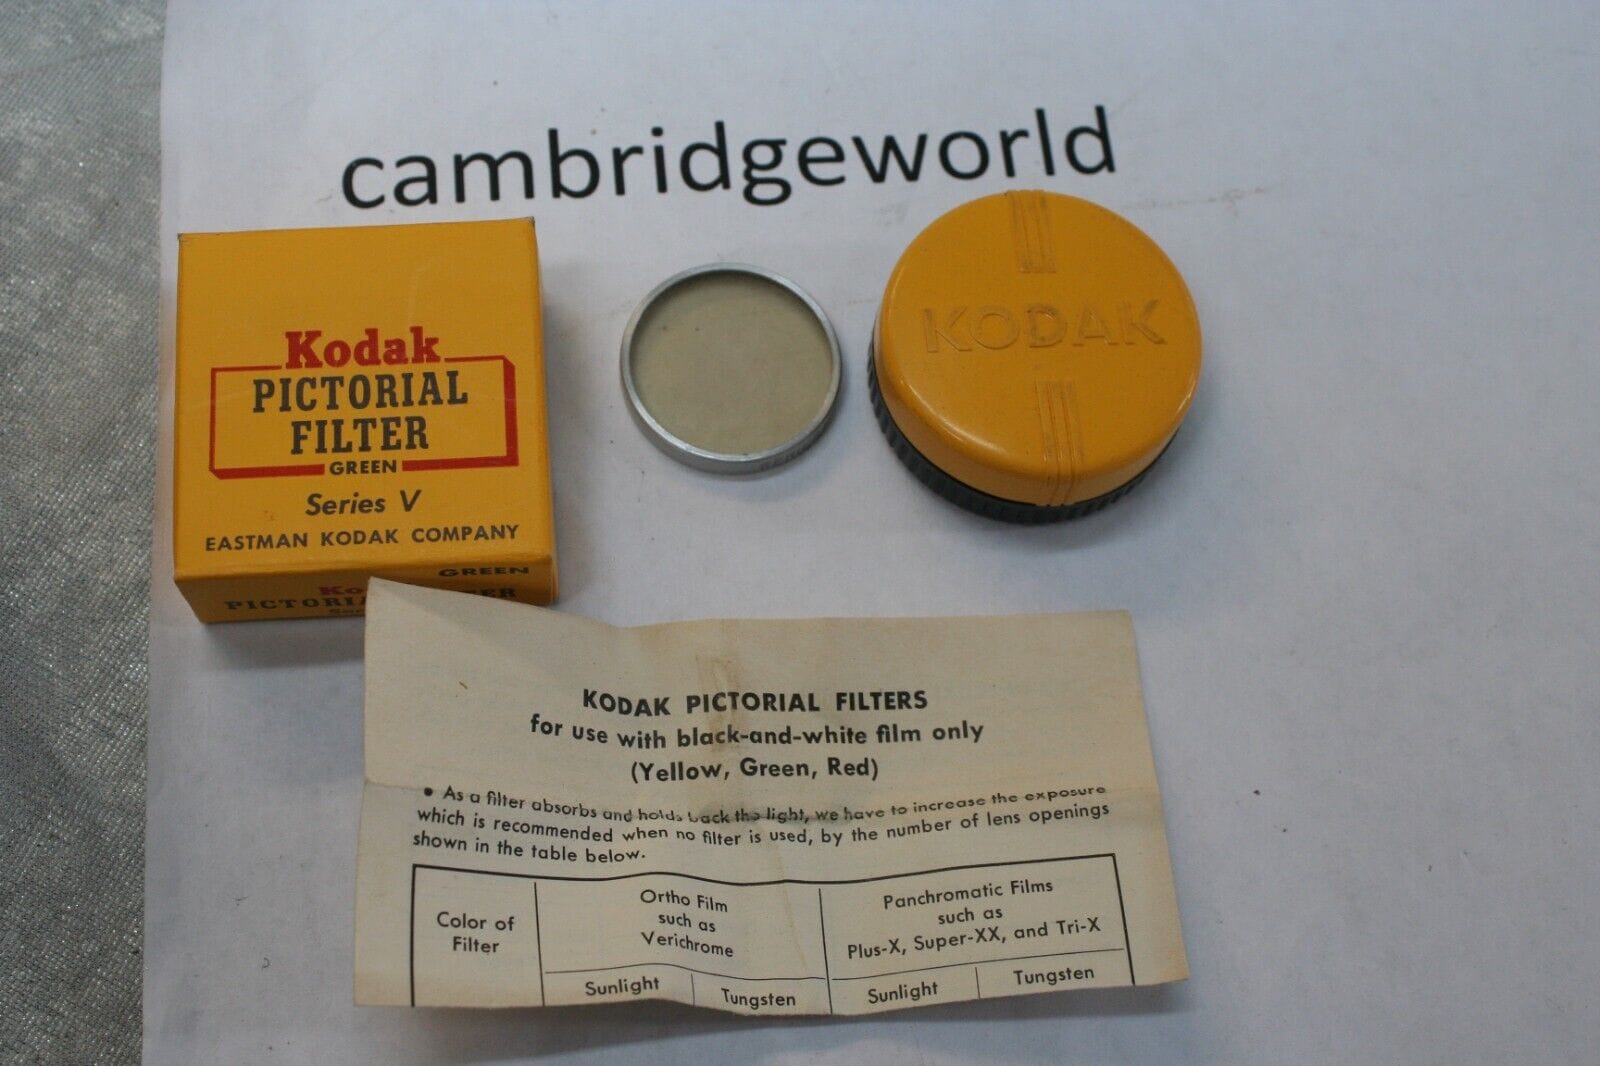 cambridgeworld
Kodak
PICTORIAL
FILTER
GREEN
Series V
EASTMAN KODAK COMPANY
GREEN
KODAK
KODAK PICTORIAL FILTERS
for use with black-and-white film only
(Yellow, Green, Red)
• As a filter absorbs and holds back the light, we have to increase the exposure
which is recommended when no filter is used, by the number of lens openings
shown in the table below.
Color of
Filter
Ortho Film
such as
Verichrome
Panchromatic Films
such as
Plus-X, Super-XX, and Tri-X
Sunlight
Tungsten
Sunlight
Tungsten